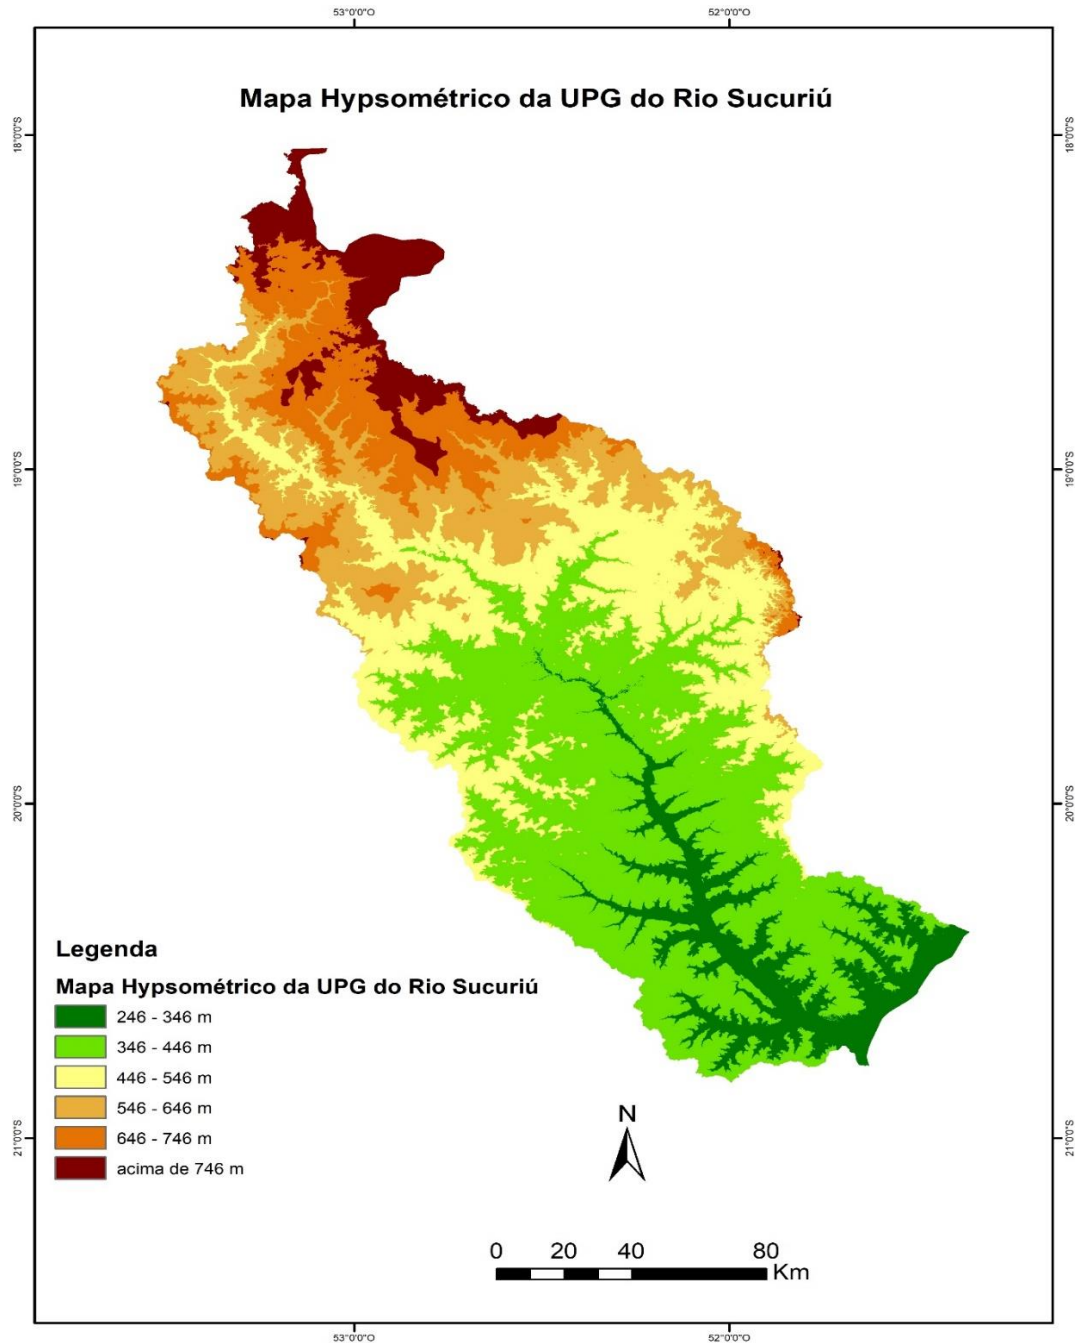 53°0'0"O
52°0'0"O
Mapa Hypsométrico da UPG do Rio Sucuriú
18°0'0"S
18°0'0"S
19°0'0"S
19°0'0"S
20°0'0"S
20°0'0"S
Legenda
Mapa Hypsométrico da UPG do Rio Sucuriú
246 - 346 m
346 - 446 m
446 - 546 m
546 - 646 m
646 - 746 m
acima de 746 m
N
21°0'0"S
21°0'0"S
0 20 40 80
Km
53°0'0"O
52°0'0"O